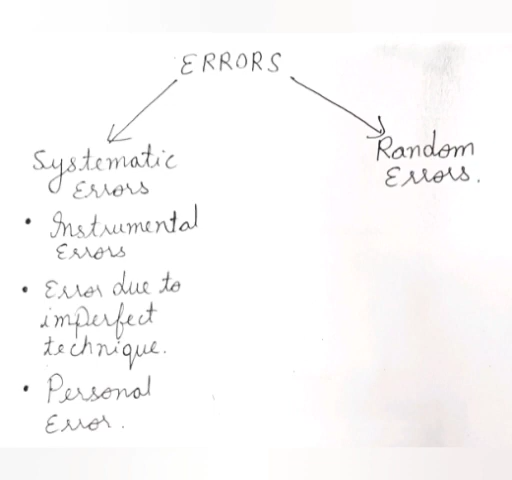 ERRORS
Systematic
Errors
Random
Errors.
• Instrumental
Errors
• Error due to
imperfect
technique.
• Personal
Error.